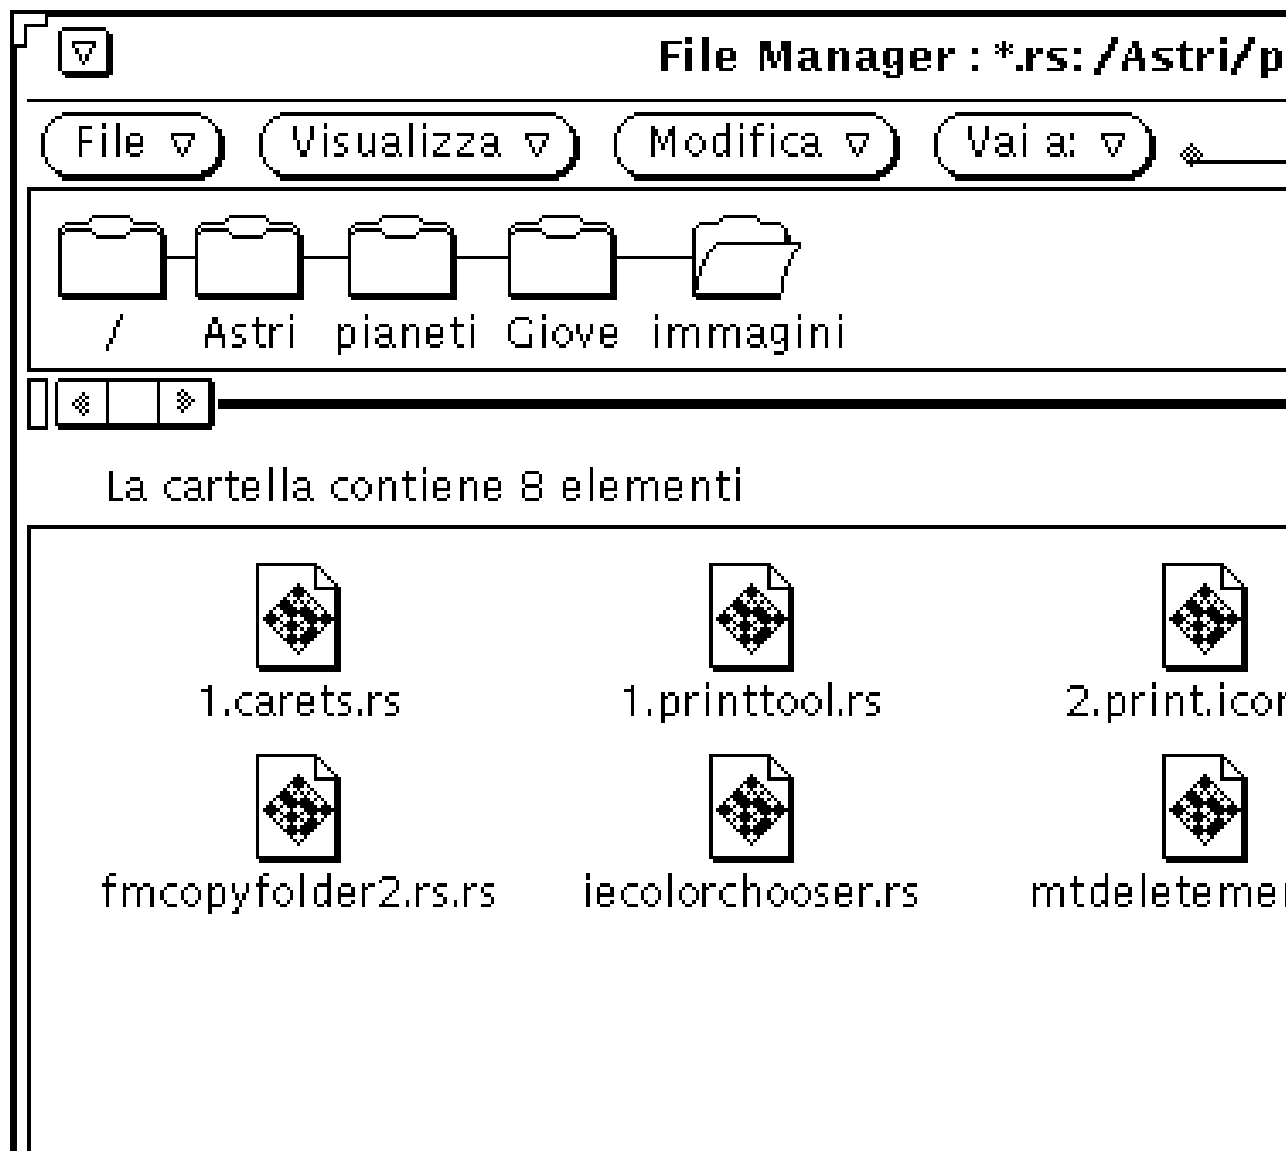 File Manager : *.rs: /Astri/p
File Visualizza Modifica Vai a:
/ Astri pianeti Giove immagini
La cartella contiene 8 elementi
1.carets.rs 1.printtool.rs 2.print.icon
fmcopyfolder2.rs.rs iecolorchooser.rs mtdeletemer